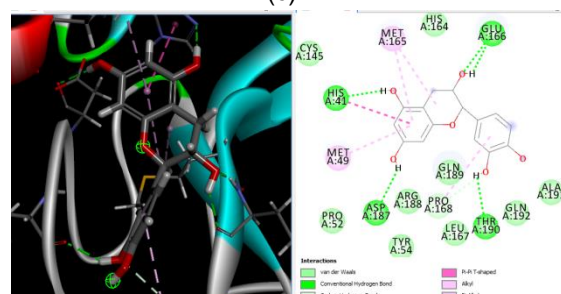 HIS
164
GLU
166
MET
165
CYS
145
HIS
41
H
H
MET
49
GLN
189
H
H
ASP
187
ARG
188
PRO
168
PRO
52
TYR
54
LEU
167
THR
190
GLN
192
Interactions
van der Waals
Conventional Hydrogen Bond
Pi-Pi T-shaped
Alkyl